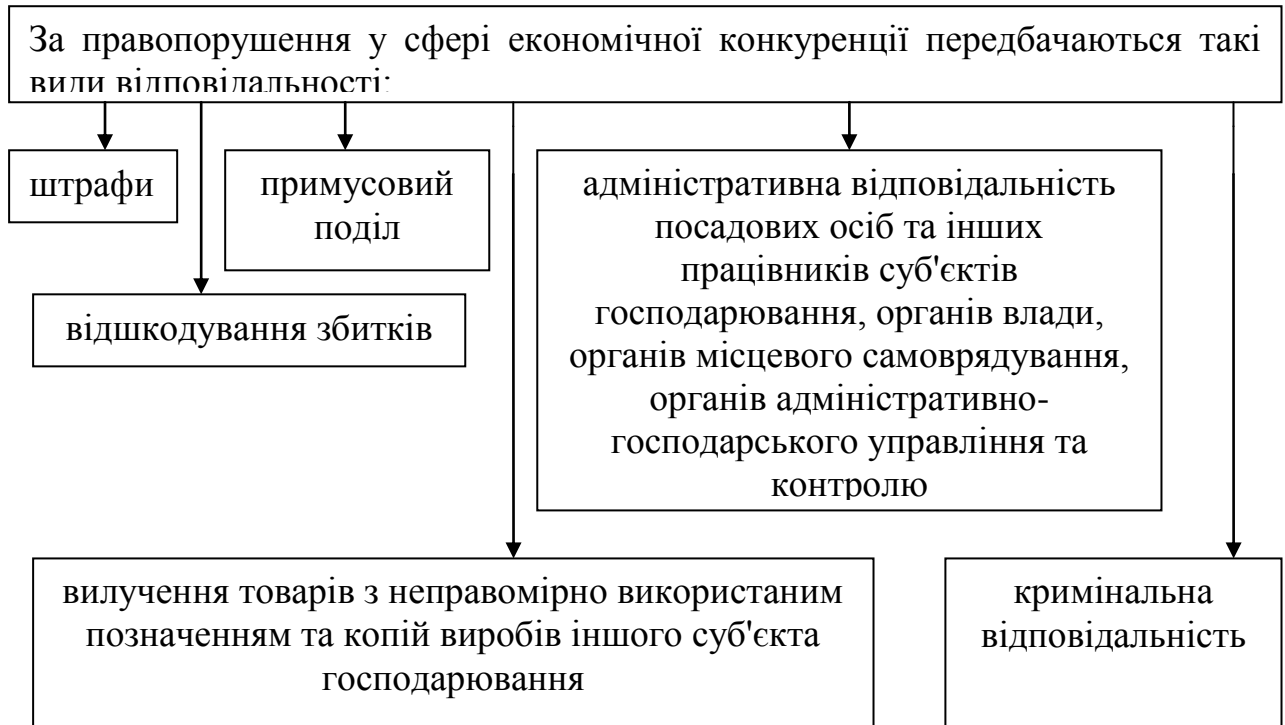 За правопорушення у сфері економічної конкуренції передбачаються такі
види відповідальності:
штрафи
примусовий
поділ
адміністративна відповідальність
посадових осіб та інших
працівників суб'єктів
господарювання, органів влади,
органів місцевого самоврядування,
органів адміністративно-
господарського управління та
контролю
відшкодування збитків
вилучення товарів з неправомірно використаним
позначенням та копій виробів іншого суб'єкта
господарювання
кримінальна
відповідальність